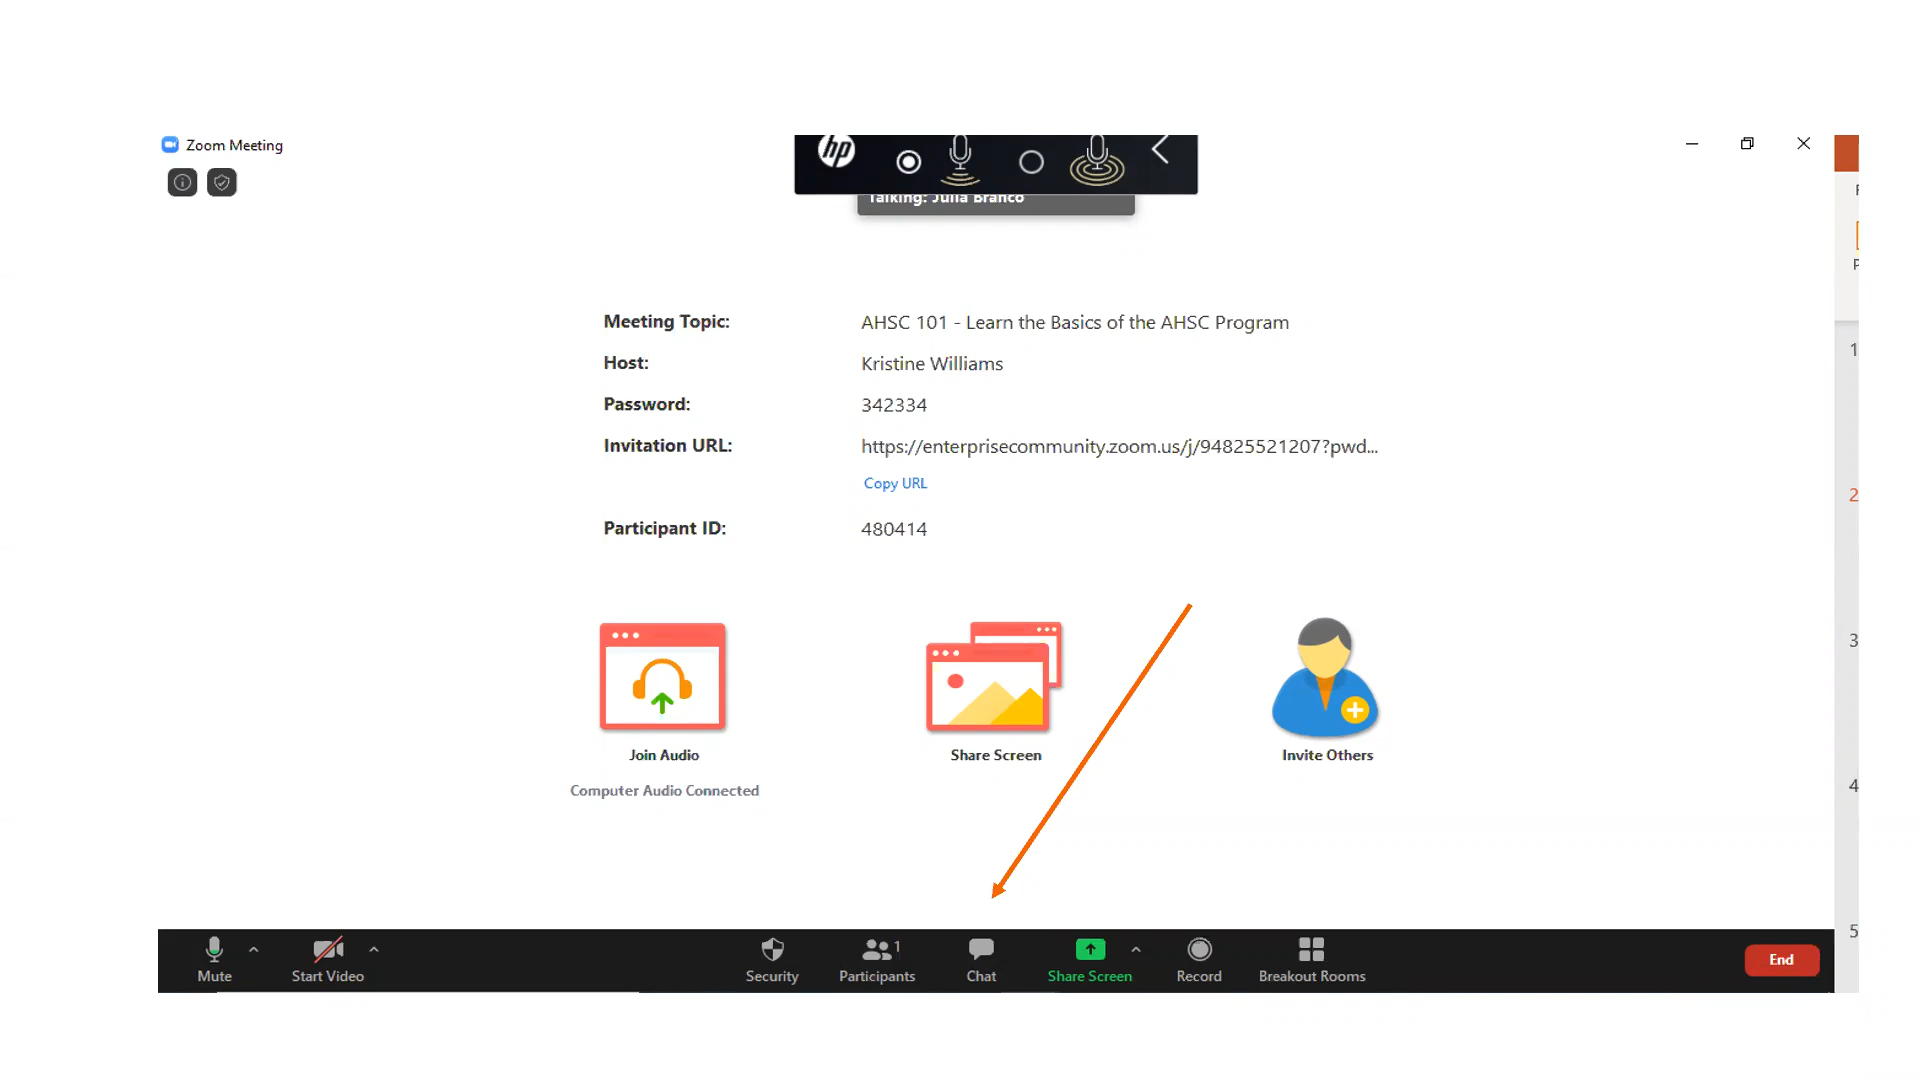 Zoom Meeting
hp
Talking: Julia Branco
Meeting Topic: AHSC 101 - Learn the Basics of the AHSC Program
Host: Kristine Williams
Password: 342334
Invitation URL: https://enterprisecommunity.zoom.us/j/94825521207?pwd...
Copy URL
Participant ID: 480414
Join Audio Share Screen Invite Others
Computer Audio Connected
1
2
3
4
5
Mute Start Video Security Participants 1 Chat Share Screen Record Breakout Rooms End